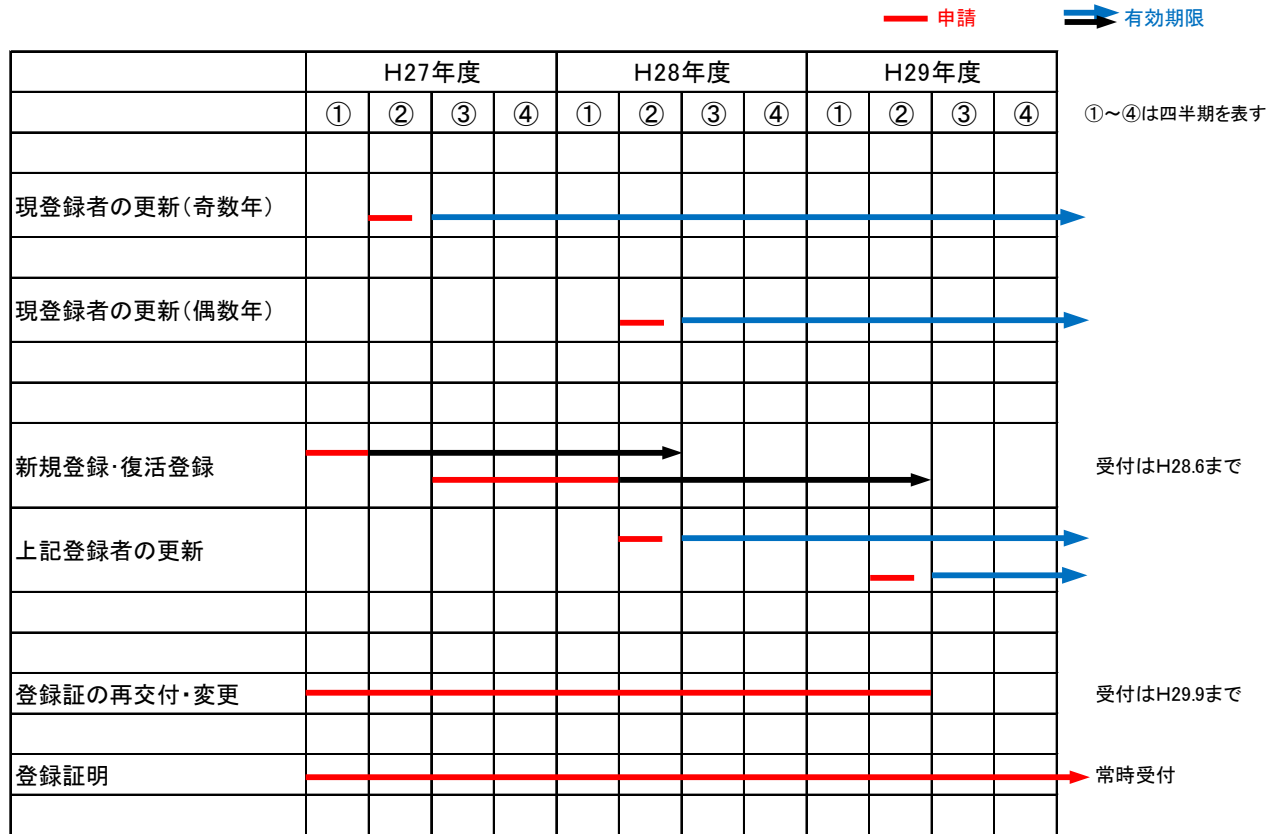 申請 有効期限
H27年度 H28年度 H29年度
① ② ③ ④ ① ② ③ ④ ① ② ③ ④ ①～④は四半期を表す
現登録者の更新(奇数年)
現登録者の更新(偶数年)
新規登録・復活登録 受付はH28.6まで
上記登録者の更新
登録証の再交付・変更 受付はH29.9まで
登録証明 常時受付